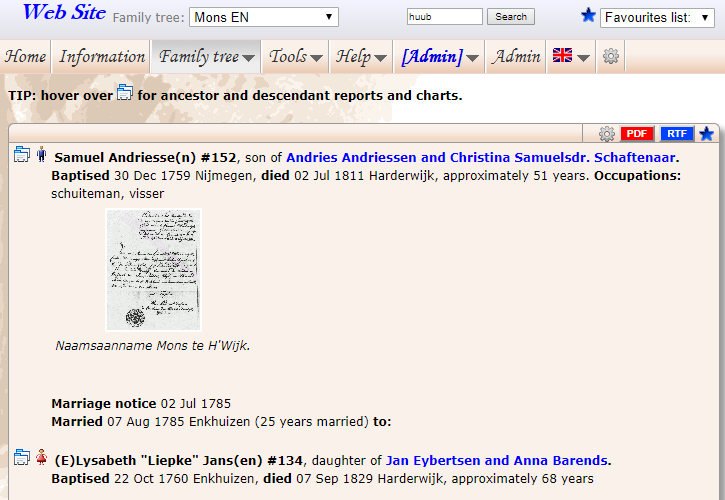 Web Site Family tree: Mons EN huub Search Favourites list:
Home Information Family tree Tools Help [Admin] Admin
TIP: hover over for ancestor and descendant reports and charts.
PDF RTF
Samuel Andriesse(n) #152, son of Andries Andriessen and Christina Samuelsdr. Schaftenaar.
Baptised 30 Dec 1759 Nijmegen, died 02 Jul 1811 Harderwijk, approximately 51 years. Occupations:
schuiteman, visser
Naamsaanname Mons te H'Wijk.
Marriage notice 02 Jul 1785
Married 07 Aug 1785 Enkhuizen (25 years married) to:
(E)Lysabeth "Liepke" Jans(en) #134, daughter of Jan Eybertsen and Anna Barends.
Baptised 22 Oct 1760 Enkhuizen, died 07 Sep 1829 Harderwijk, approximately 68 years